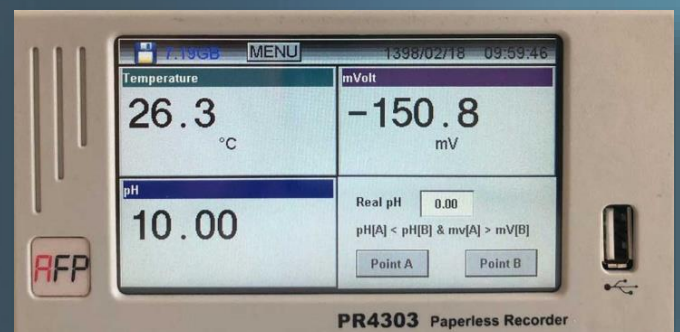 7.19GB MENU 1398/02/18 09:59:46
Temperature
26.3
°C
mVolt
-150.8
mV
pH
10.00
Real pH 0.00
pH[A] < pH[B] & mv[A] > mV[B]
Point A Point B
AFP
PR4303 Paperless Recorder